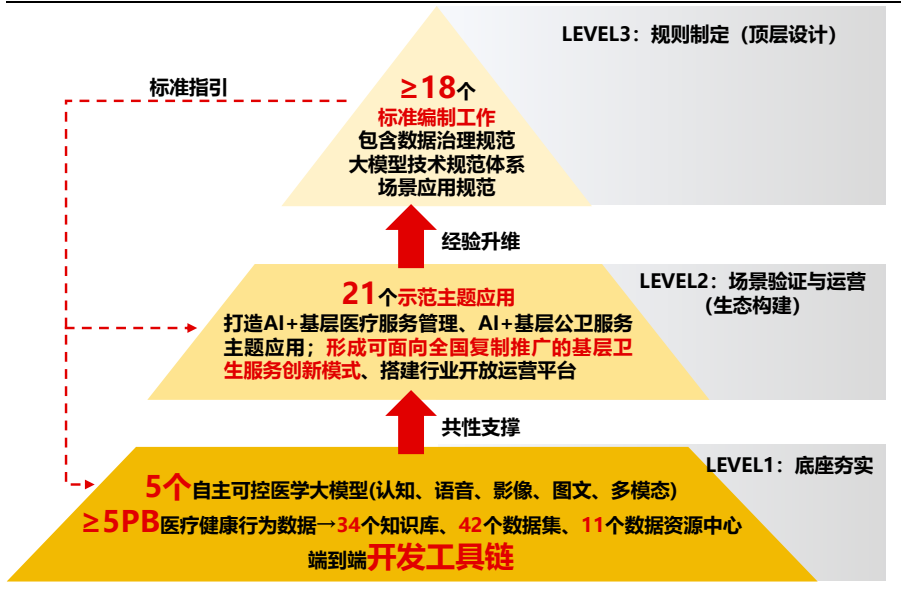 LEVEL3：规则制定（顶层设计）
标准指引
≥18个
标准编制工作
包含数据治理规范
大模型技术规范体系
场景应用规范
经验升维
LEVEL2：场景验证与运营
（生态构建）
21个示范主题应用
打造AI+基层医疗服务管理、AI+基层公卫服务
主题应用；形成可面向全国复制推广的基层卫
生服务创新模式、搭建行业开放运营平台
共性支撑
LEVEL1：底座夯实
5个自主可控医学大模型(认知、语音、影像、图文、多模态)
≥5PB医疗健康行为数据→34个知识库、42个数据集、11个数据资源中心
端到端开发工具链